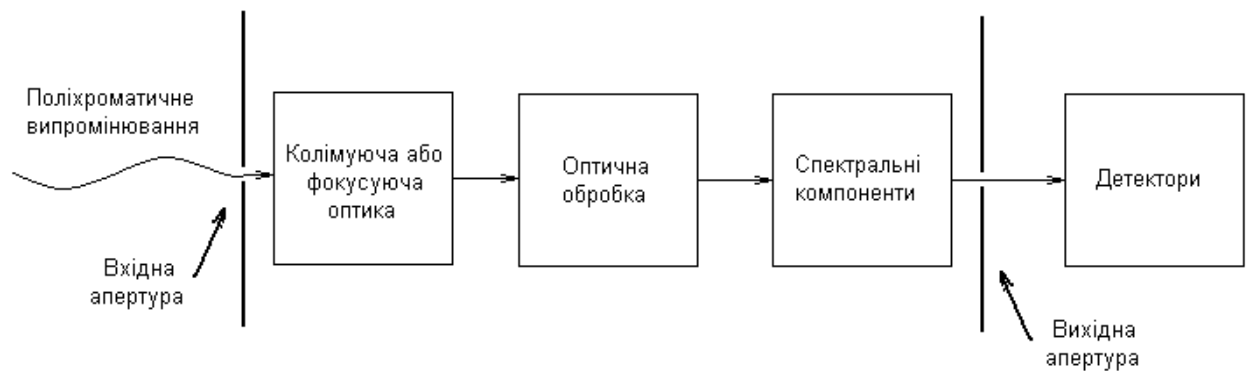 Поліхроматичне
випромінювання
Вхідна
апертура
Колімуюча або
фокусуюча
оптика
Оптична
обробка
Спектральні
компоненти
Вихідна
апертура
Детектори